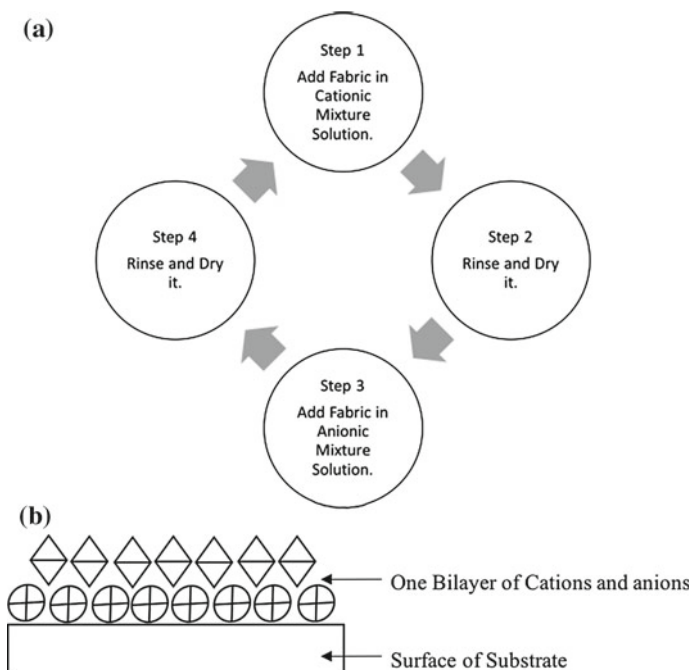 (a)
Step 1
Add Fabric in
Cationic
Mixture
Solution.
Step 2
Rinse and Dry
it.
Step 3
Add Fabric in
Anionic
Mixture
Solution.
Step 4
Rinse and Dry
it.
(b)
One Bilayer of Cations and anions
Surface of Substrate